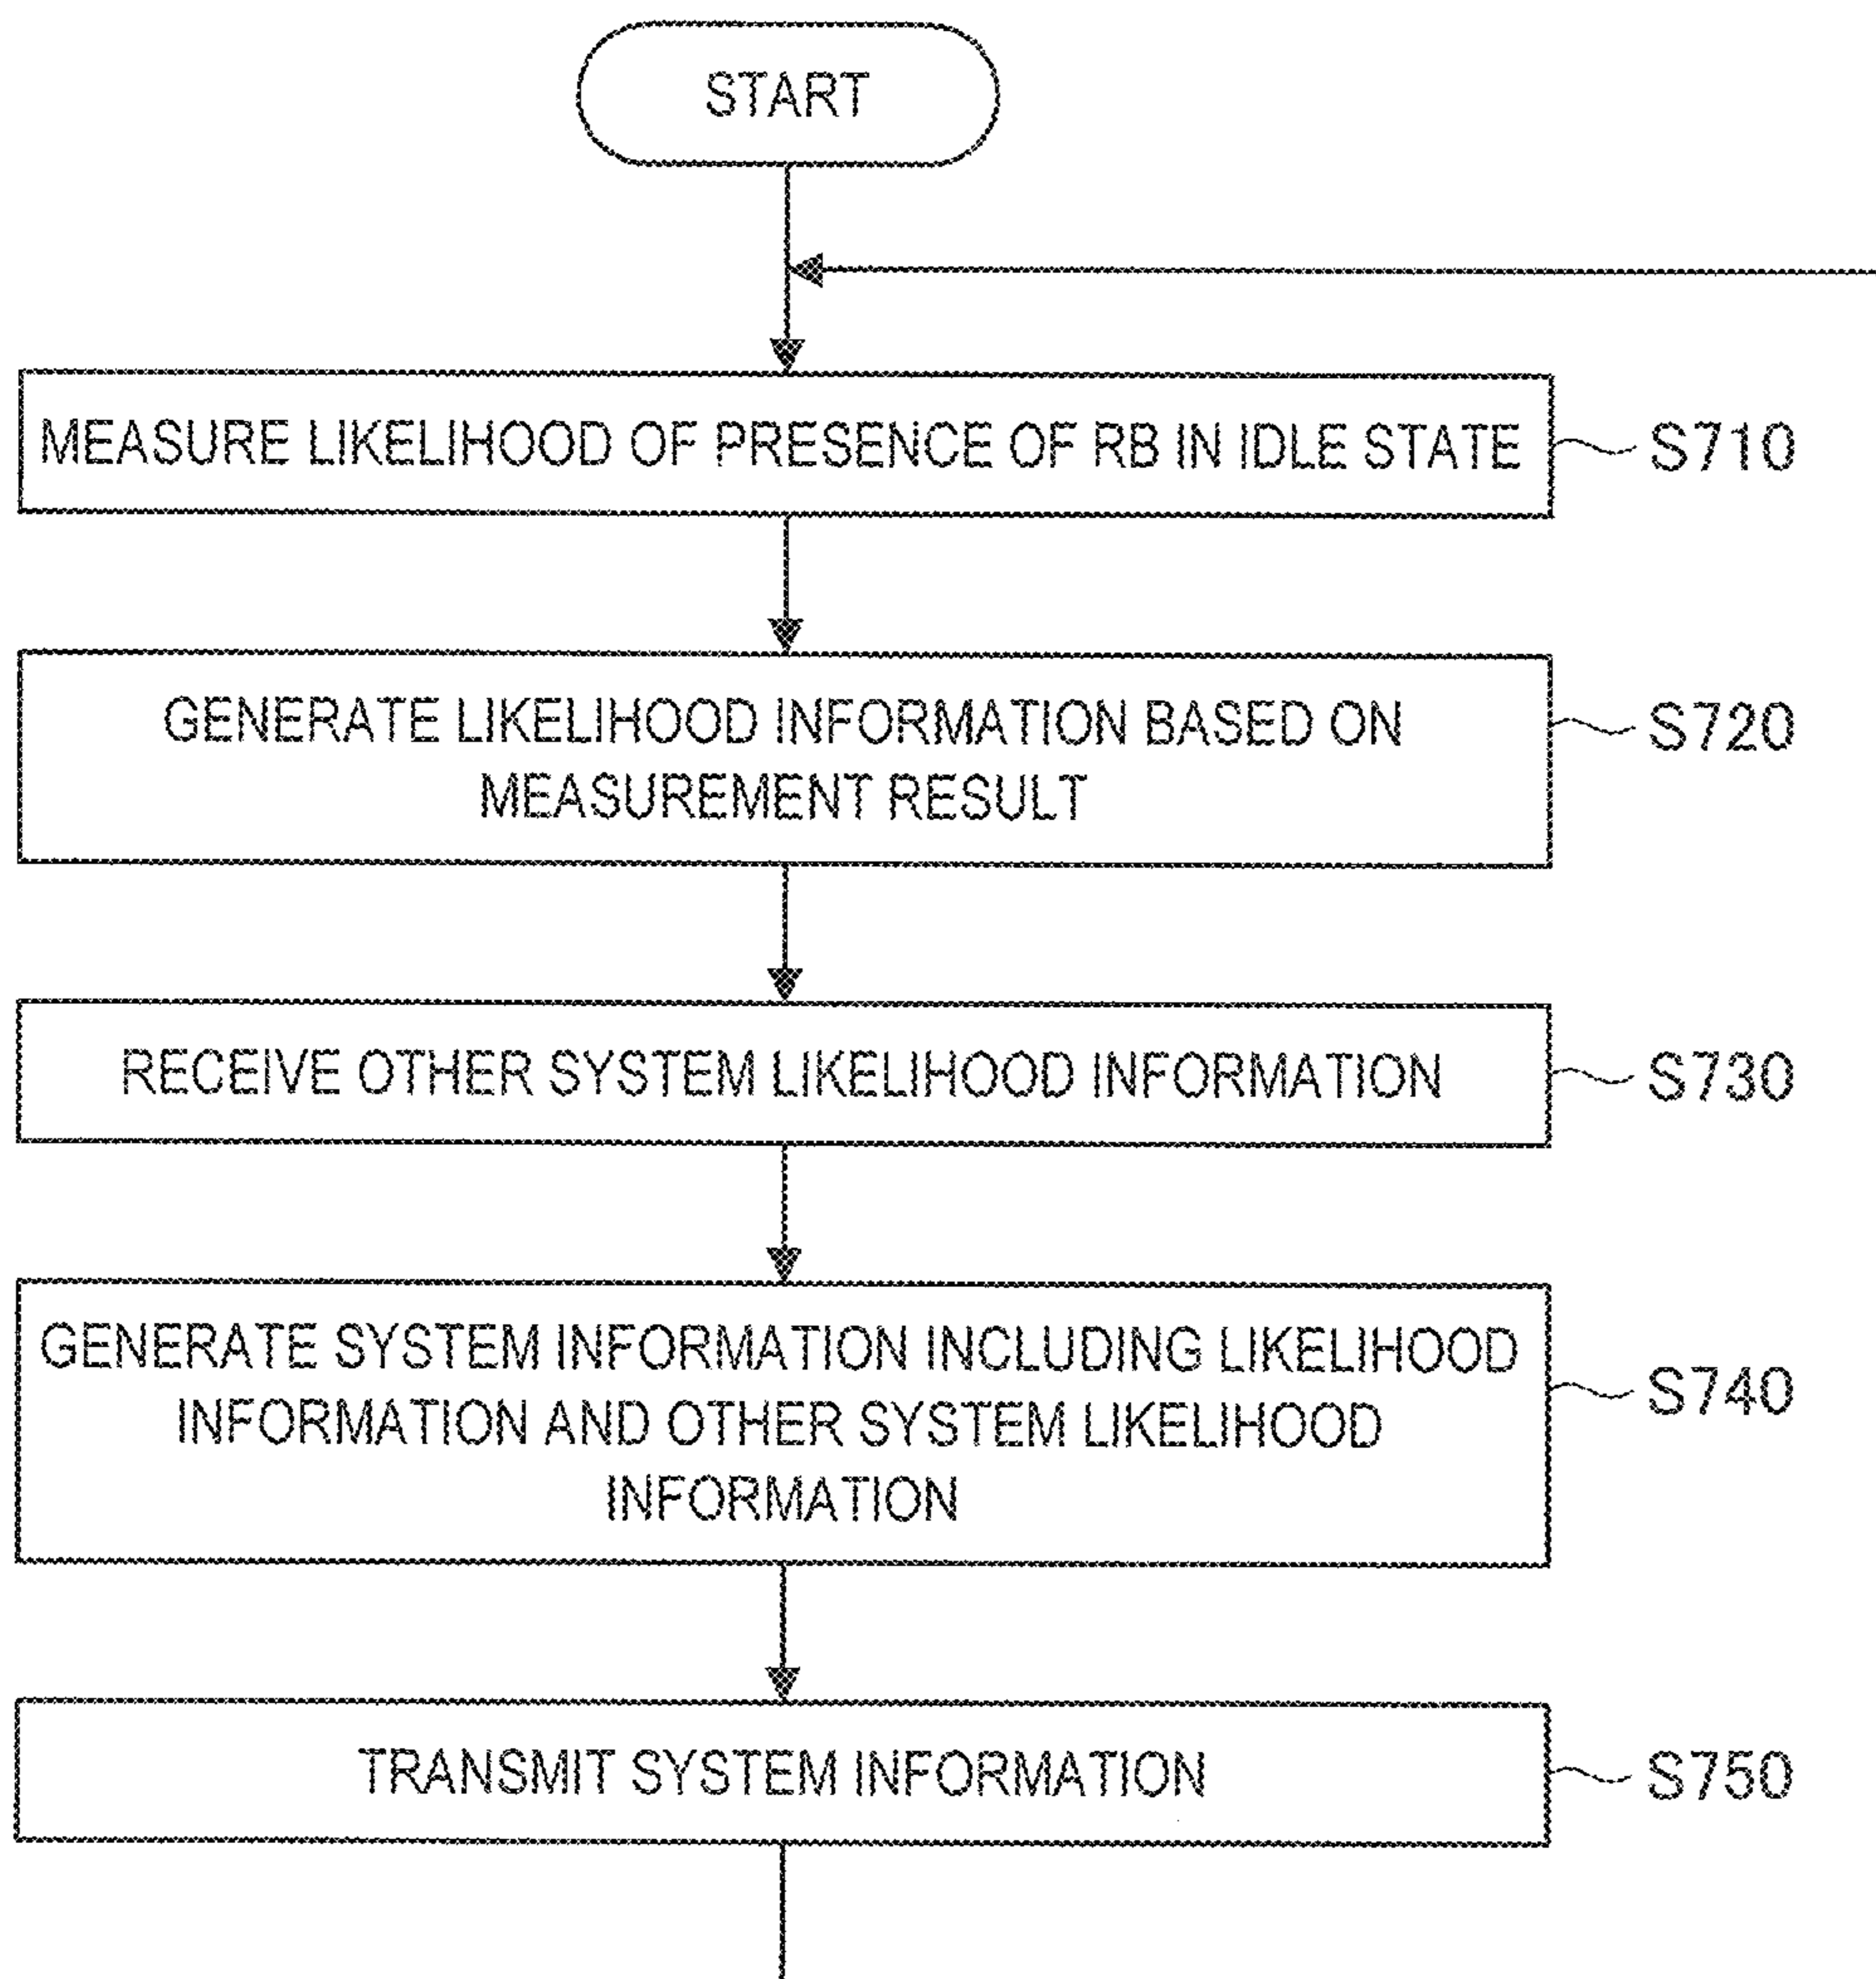 START
MEASURE LIKELIHOOD OF PRESENCE OF RB IN IDLE STATE
S710
GENERATE LIKELIHOOD INFORMATION BASED ON
MEASUREMENT RESULT
S720
RECEIVE OTHER SYSTEM LIKELIHOOD INFORMATION
S730
GENERATE SYSTEM INFORMATION INCLUDING LIKELIHOOD
INFORMATION AND OTHER SYSTEM LIKELIHOOD
INFORMATION
S740
TRANSMIT SYSTEM INFORMATION
S750